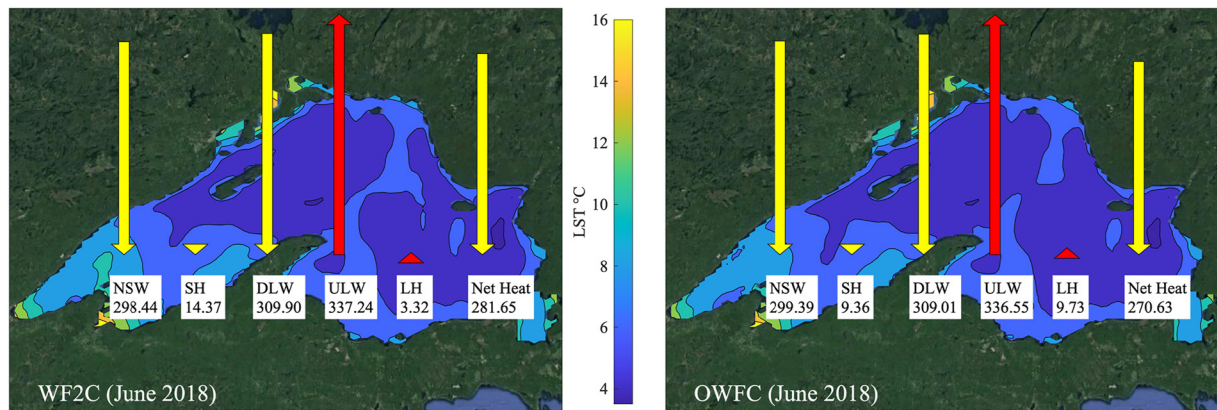 NSW
298.44
SH
14.37
DLW
309.90
ULW
337.24
LH
3.32
Net Heat
281.65
WF2C (June 2018)
16
14
12
10
8
6
4
LST °C
NSW
299.39
SH
9.36
DLW
309.01
ULW
336.55
LH
9.73
Net Heat
270.63
OWFC (June 2018)